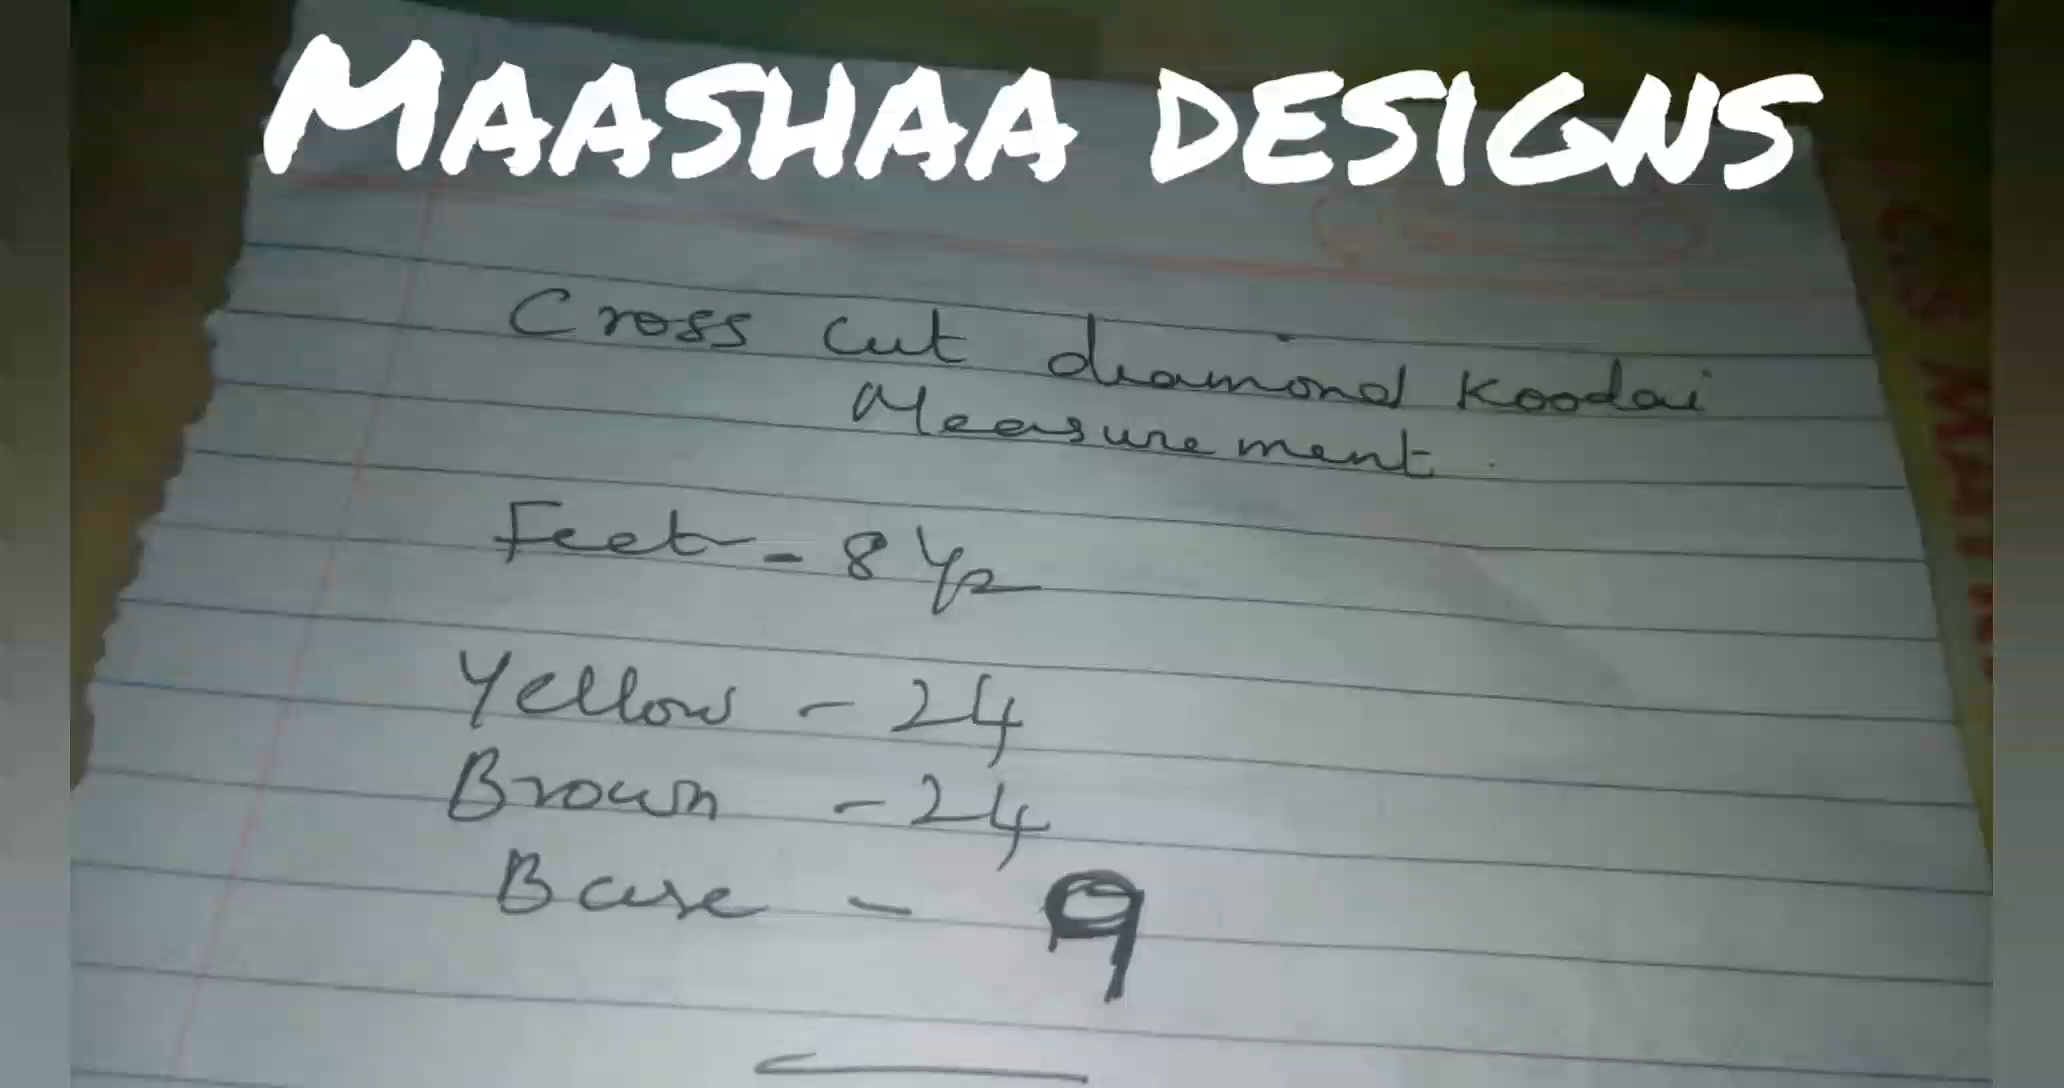 MAASHAA DESIGNS
Cross cut diamond Koodai
Measurement.
Feet - 8 1/2
Yellow - 24
Brown - 24
Base - 9